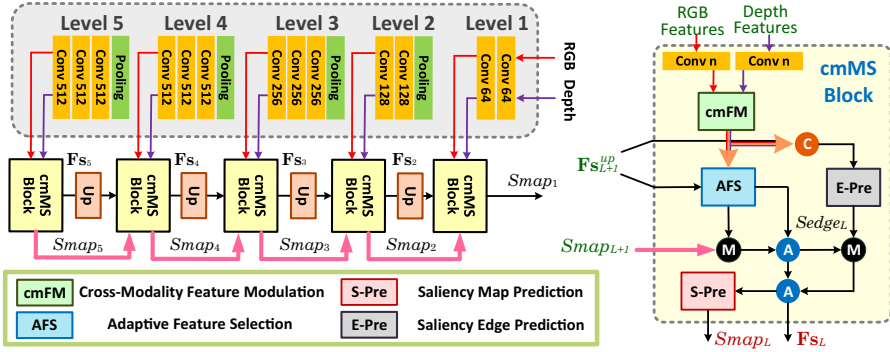 Level 5
Level 4
Level 3
Level 2
Level 1
Conv 512
Conv 512
Conv 512
Pooling
Conv 512
Conv 512
Conv 512
Pooling
Conv 256
Conv 256
Conv 256
Pooling
Conv 128
Conv 128
Pooling
Conv 64
Conv 64
RGB
Depth
Fs5
Fs4
Fs3
Fs2
cmMS Block
Up
cmMS Block
Up
cmMS Block
Up
cmMS Block
Up
cmMS Block
Smap1
Smap5
Smap4
Smap3
Smap2
cmFM
Cross-Modality Feature Modulation
S-Pre
Saliency Map Prediction
AFS
Adaptive Feature Selection
E-Pre
Saliency Edge Prediction
RGB
Features
Depth
Features
Conv n
Conv n
cmMS
Block
cmFM
C
Fs^up_L+1
AFS
E-Pre
SedgeL
SmapL+1
M
A
M
S-Pre
A
SmapL
FsL